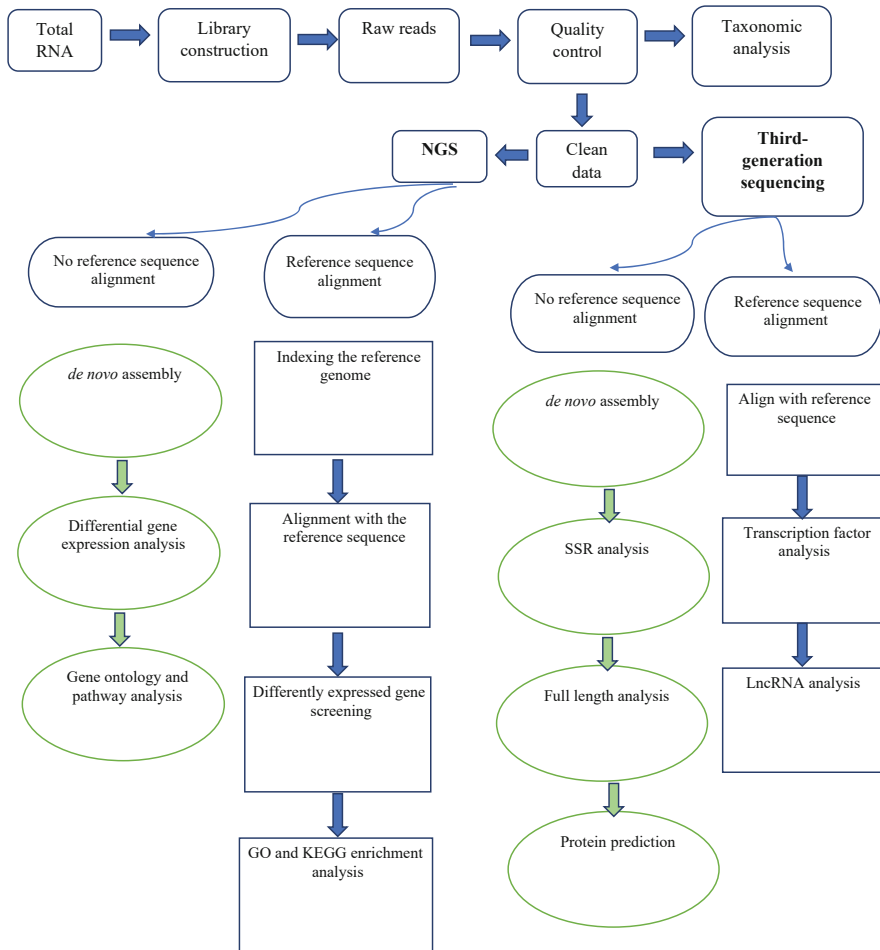 Total
RNA
Library
construction
Raw reads
Quality
control
Taxonomic
analysis
NGS
Clean
data
Third-
generation
sequencing
No reference sequence
alignment
Reference sequence
alignment
No reference sequence
alignment
Reference sequence
alignment
de novo assembly
Differential gene
expression analysis
Gene ontology and
pathway analysis
Indexing the reference
genome
Alignment with the
reference sequence
Differently expressed gene
screening
GO and KEGG enrichment
analysis
de novo assembly
SSR analysis
Full length analysis
Protein prediction
Align with reference
sequence
Transcription factor
analysis
LncRNA analysis